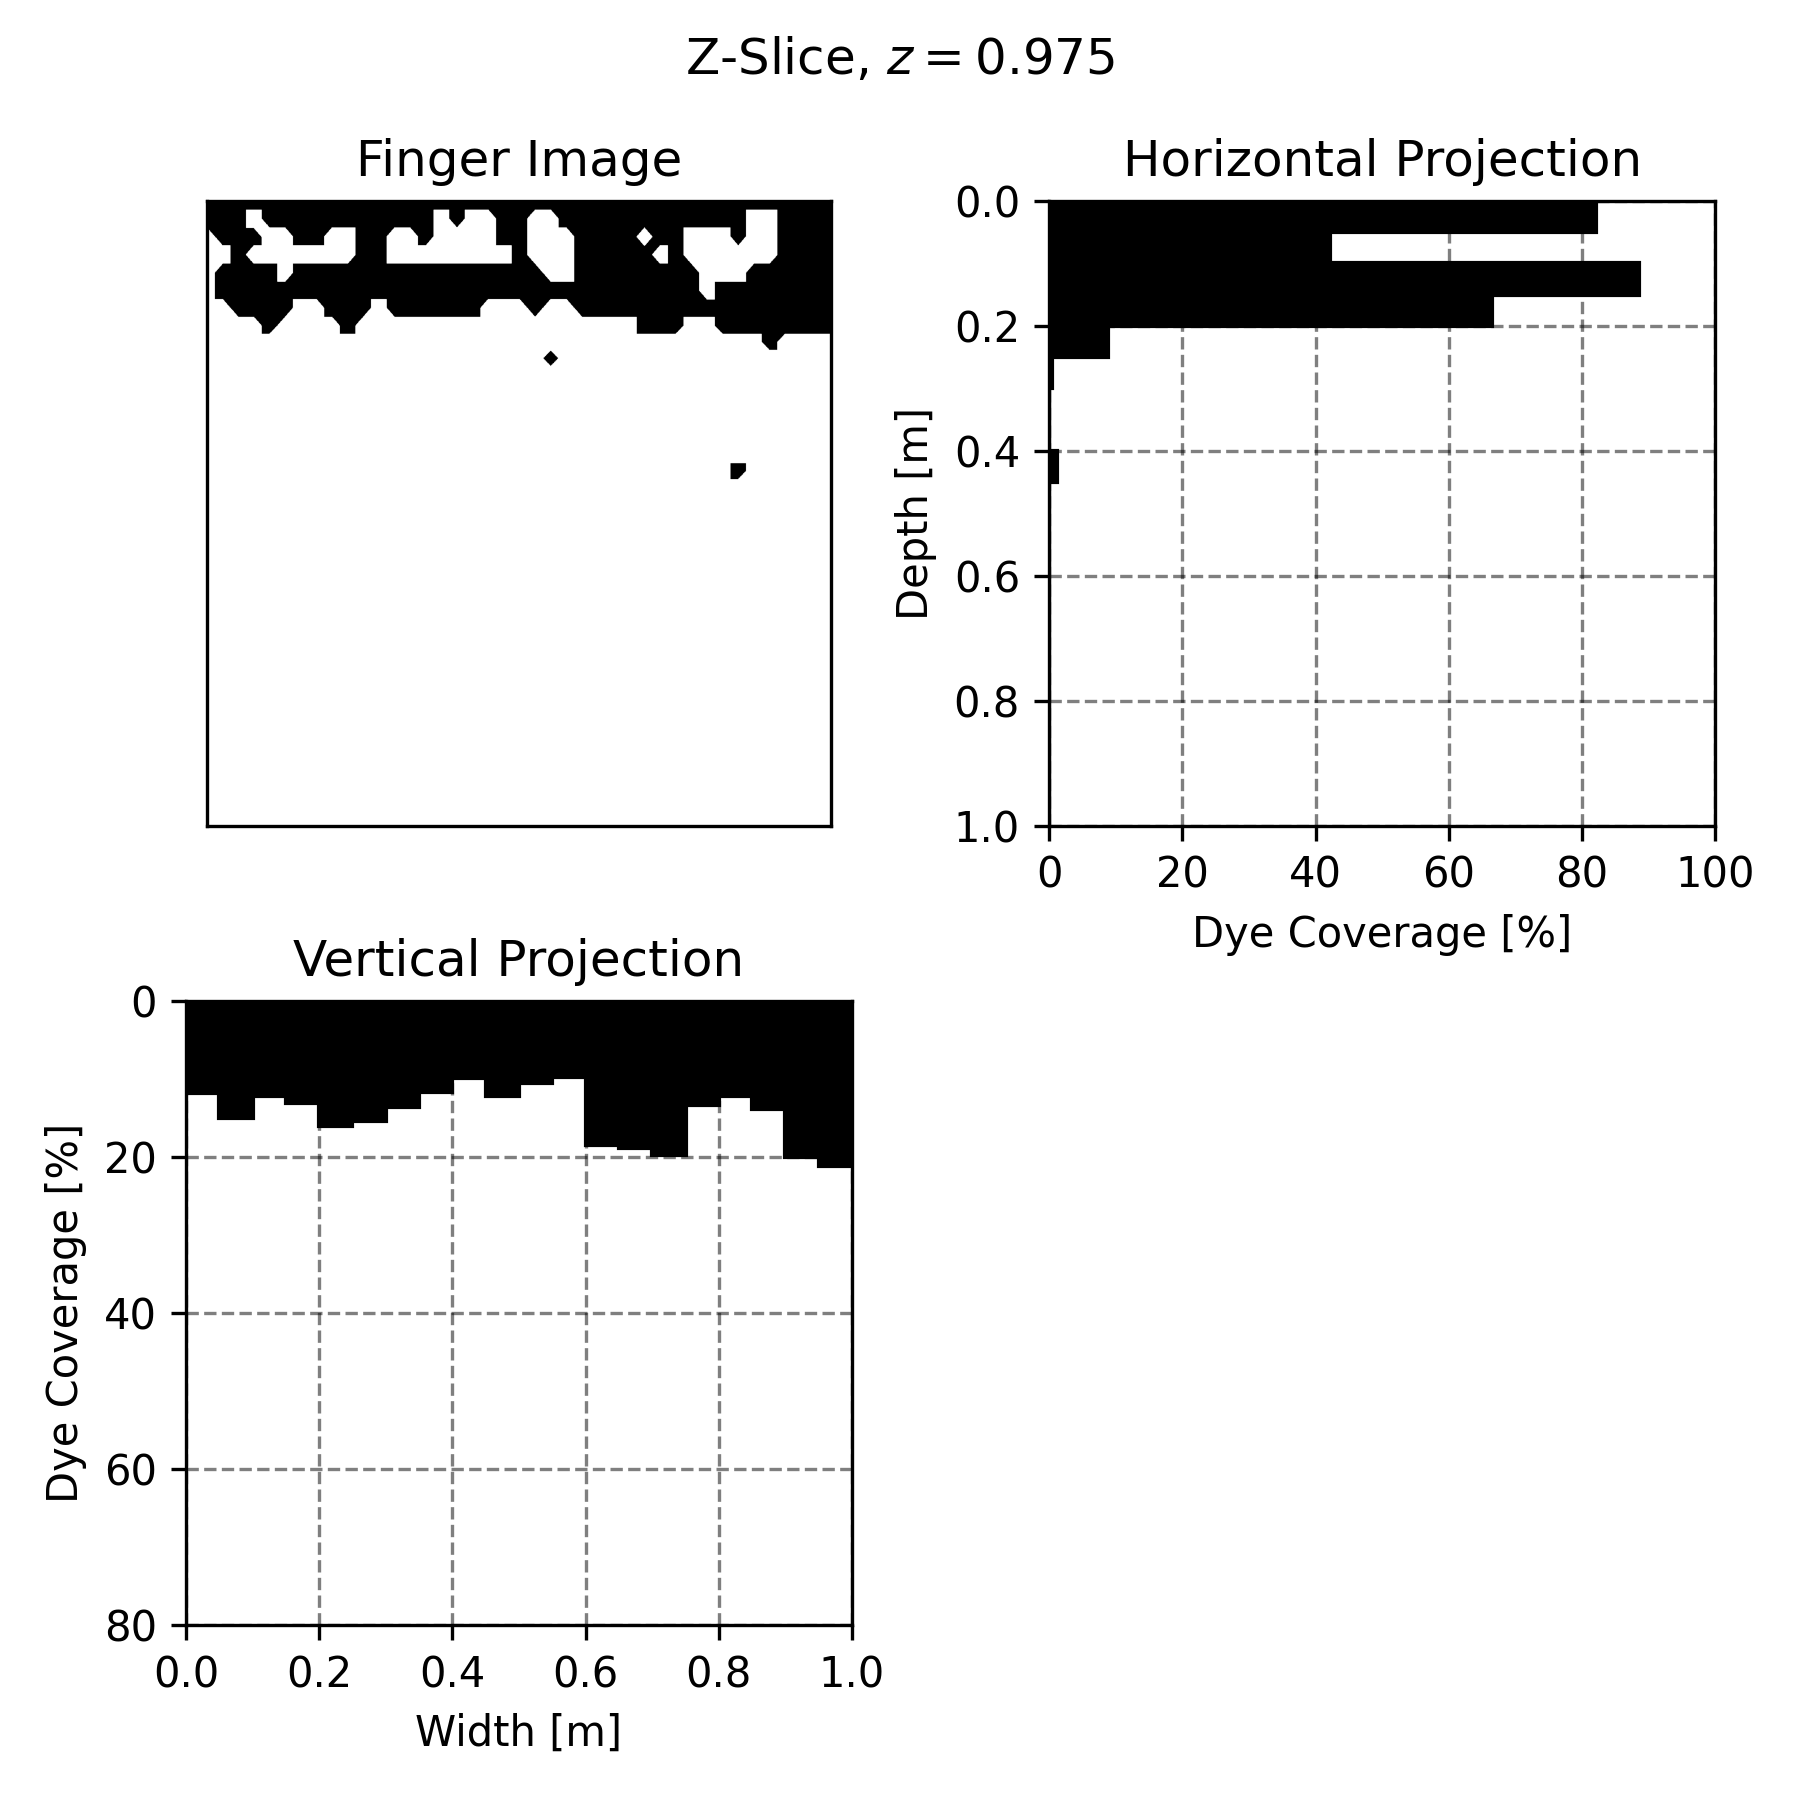 Z-Slice, z = 0.975
Finger Image
Horizontal Projection
0.0
0.2
0.4
0.6
0.8
1.0
Depth [m]
0 20 40 60 80 100
Dye Coverage [%]
Vertical Projection
0
20
40
60
80
Dye Coverage [%]
0.0 0.2 0.4 0.6 0.8 1.0
Width [m]